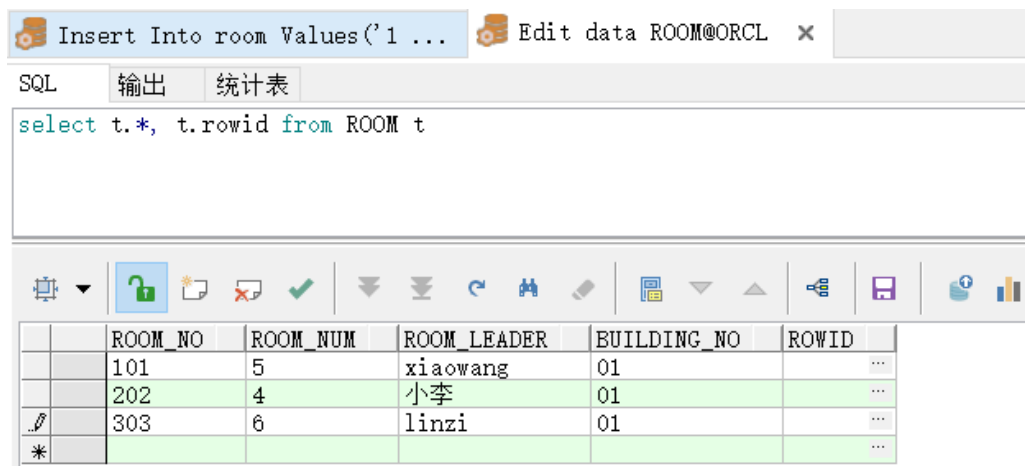 Insert Into room Values('1 ... Edit data ROOM@ORCL
SQL 输出 统计表
select t.*, t.rowid from ROOM t
ROOM_NO ROOM_NUM ROOM_LEADER BUILDING_NO ROWID
101 5 xiaowang 01 ...
202 4 小李 01 ...
303 6 linzi 01 ...
...